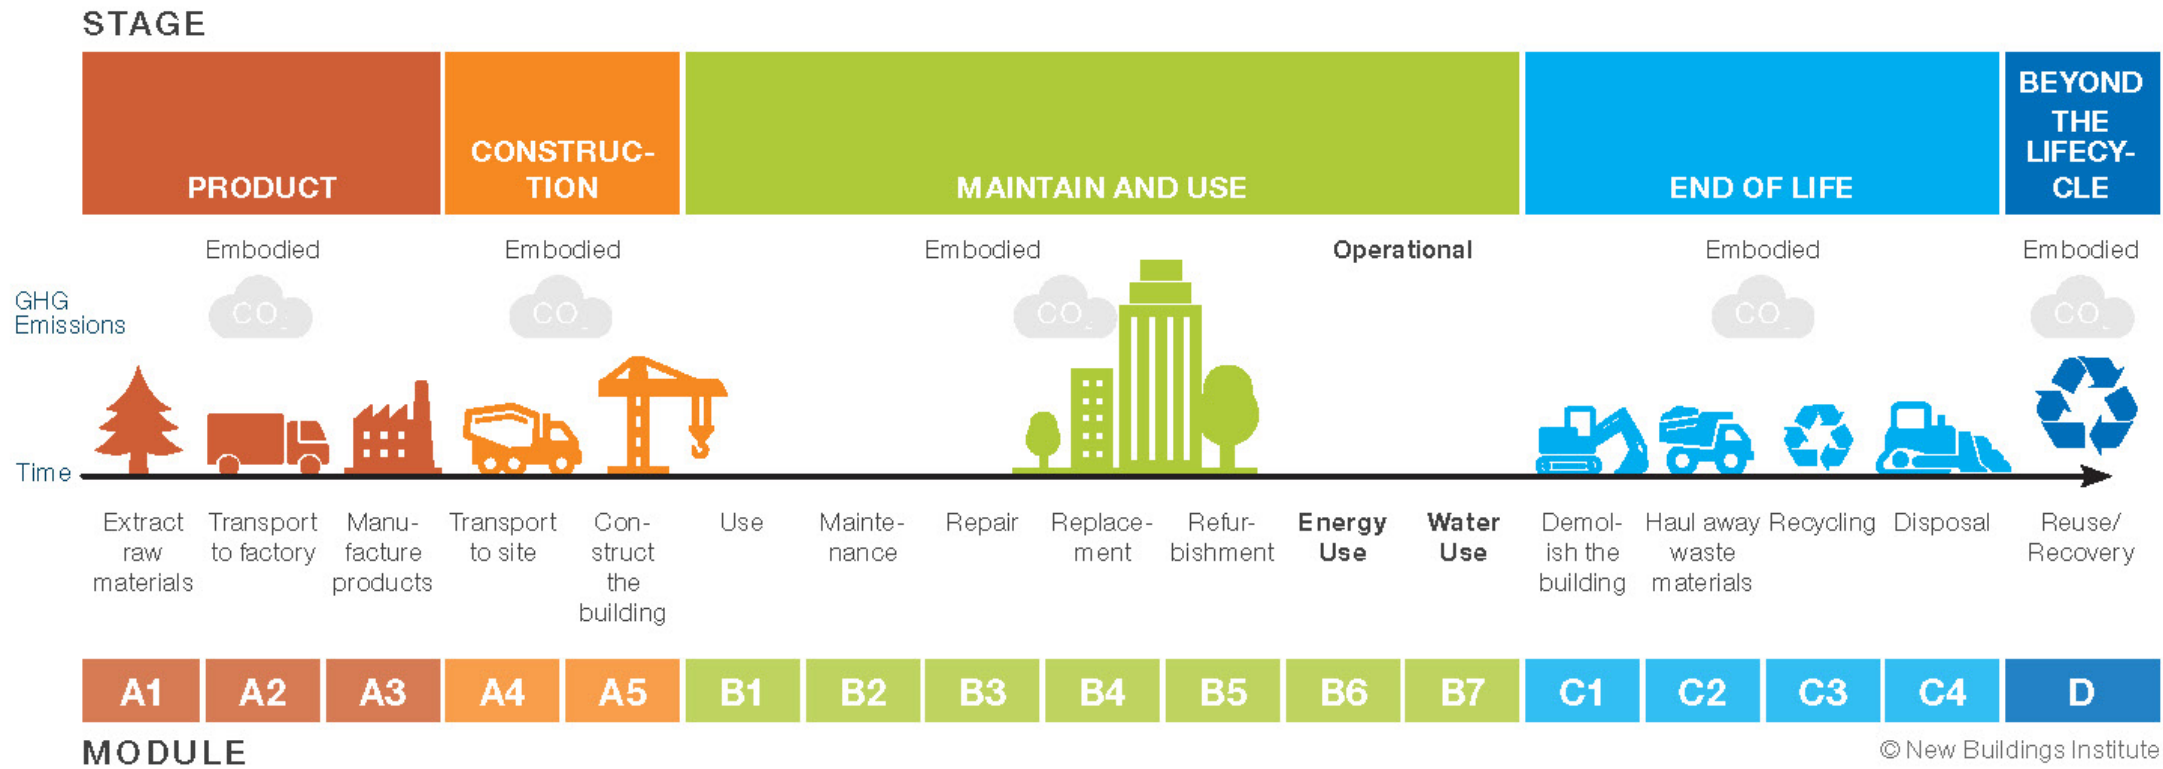 STAGE
PRODUCT
CONSTRUC-
TION
MAINTAIN AND USE
END OF LIFE
BEYOND
THE
LIFECY-
CLE
GHG
Emissions
Embodied
CO
Embodied
CO
Embodied
CO
Operational
Embodied
CO
Embodied
CO
Time
Extract
raw
materials
Transport
to factory
Manu-
facture
products
Transport
to site
Con-
struct
the
building
Use
Mainte-
nance
Repair
Replace-
ment
Refur-
bishment
Energy
Use
Water
Use
Demol-
ish the
building
Haul away
waste
materials
Recycling
Disposal
Reuse/
Recovery
A1 A2 A3 A4 A5 B1 B2 B3 B4 B5 B6 B7 C1 C2 C3 C4 D
MODULE
© New Buildings Institute